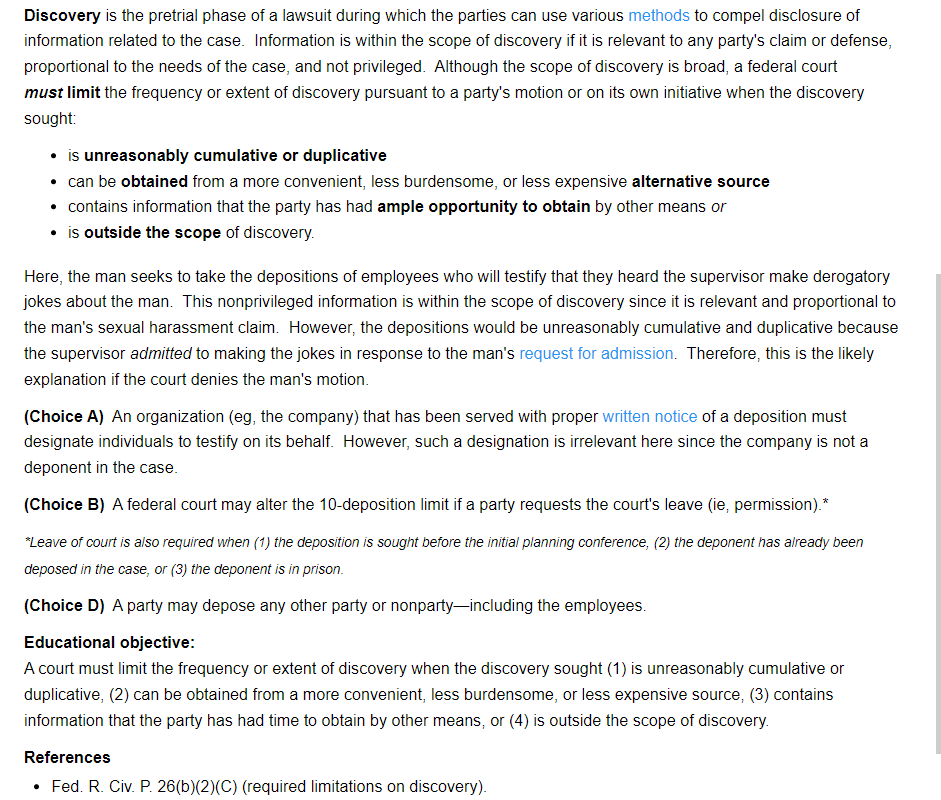 Discovery is the pretrial phase of a lawsuit during which the parties can use various methods to compel disclosure of
information related to the case.  Information is within the scope of discovery if it is relevant to any party's claim or defense,
proportional to the needs of the case, and not privileged.  Although the scope of discovery is broad, a federal court
must limit the frequency or extent of discovery pursuant to a party's motion or on its own initiative when the discovery
sought:
• is unreasonably cumulative or duplicative
• can be obtained from a more convenient, less burdensome, or less expensive alternative source
• contains information that the party has had ample opportunity to obtain by other means or
• is outside the scope of discovery.
Here, the man seeks to take the depositions of employees who will testify that they heard the supervisor make derogatory
jokes about the man.  This nonprivileged information is within the scope of discovery since it is relevant and proportional to
the man's sexual harassment claim.  However, the depositions would be unreasonably cumulative and duplicative because
the supervisor admitted to making the jokes in response to the man's request for admission.  Therefore, this is the likely
explanation if the court denies the man's motion.
(Choice A)  An organization (eg, the company) that has been served with proper written notice of a deposition must
designate individuals to testify on its behalf.  However, such a designation is irrelevant here since the company is not a
deponent in the case.
(Choice B)  A federal court may alter the 10-deposition limit if a party requests the court's leave (ie, permission).*
*Leave of court is also required when (1) the deposition is sought before the initial planning conference, (2) the deponent has already been
deposed in the case, or (3) the deponent is in prison.
(Choice D)  A party may depose any other party or nonparty—including the employees.
Educational objective:
A court must limit the frequency or extent of discovery when the discovery sought (1) is unreasonably cumulative or
duplicative, (2) can be obtained from a more convenient, less burdensome, or less expensive source, (3) contains
information that the party has had time to obtain by other means, or (4) is outside the scope of discovery.
References
• Fed. R. Civ. P. 26(b)(2)(C) (required limitations on discovery).